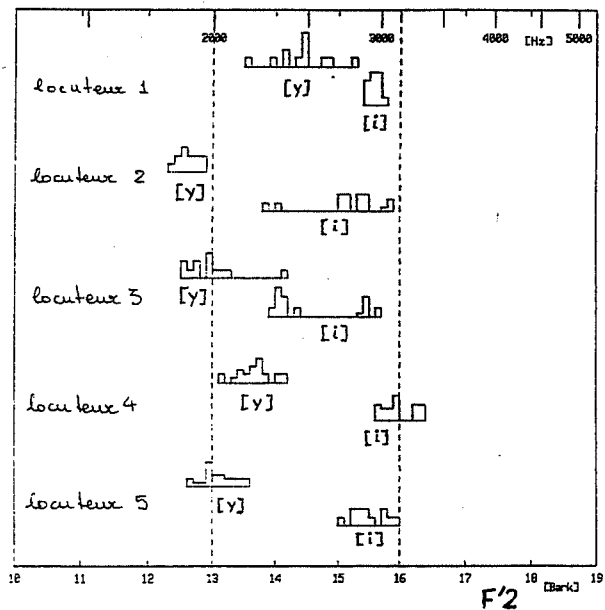 2000 3000 [Hz] 4000 5000
locuteur 1 [y] [i]
locuteur 2 [y] [i]
locuteur 3 [y] [i]
locuteur 4 [y] [i]
locuteur 5 [y] [i]
10 11 12 13 14 15 16 17 18 19
F'2 [Bark]